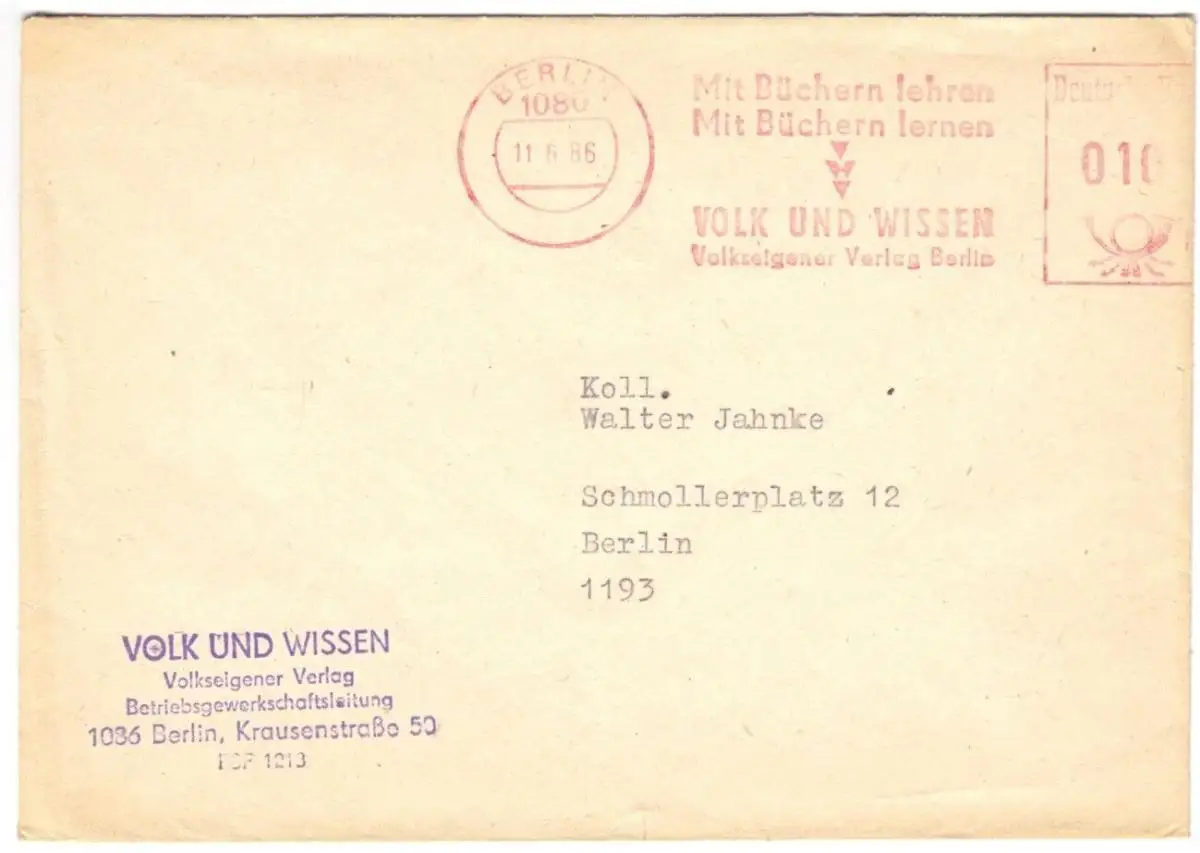 BERLIN
1080
11.6.86
Mit Büchern lehren
Mit Büchern lernen
VOLK UND WISSEN
Volkseigener Verlag Berlin
010
Koll.
Walter Jahnke
Schmollerplatz 12
Berlin
1193
VOLK UND WISSEN
Volkseigener Verlag
Betriebsgewerkschaftsleitung
1086 Berlin, Krausenstraße 50
1213